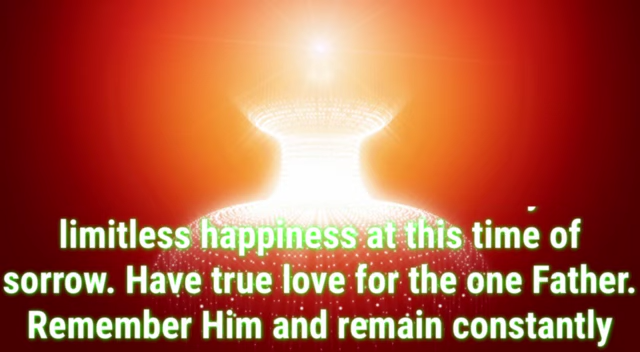 limitless happiness at this time of
sorrow. Have true love for the one Father.
Remember Him and remain constantly